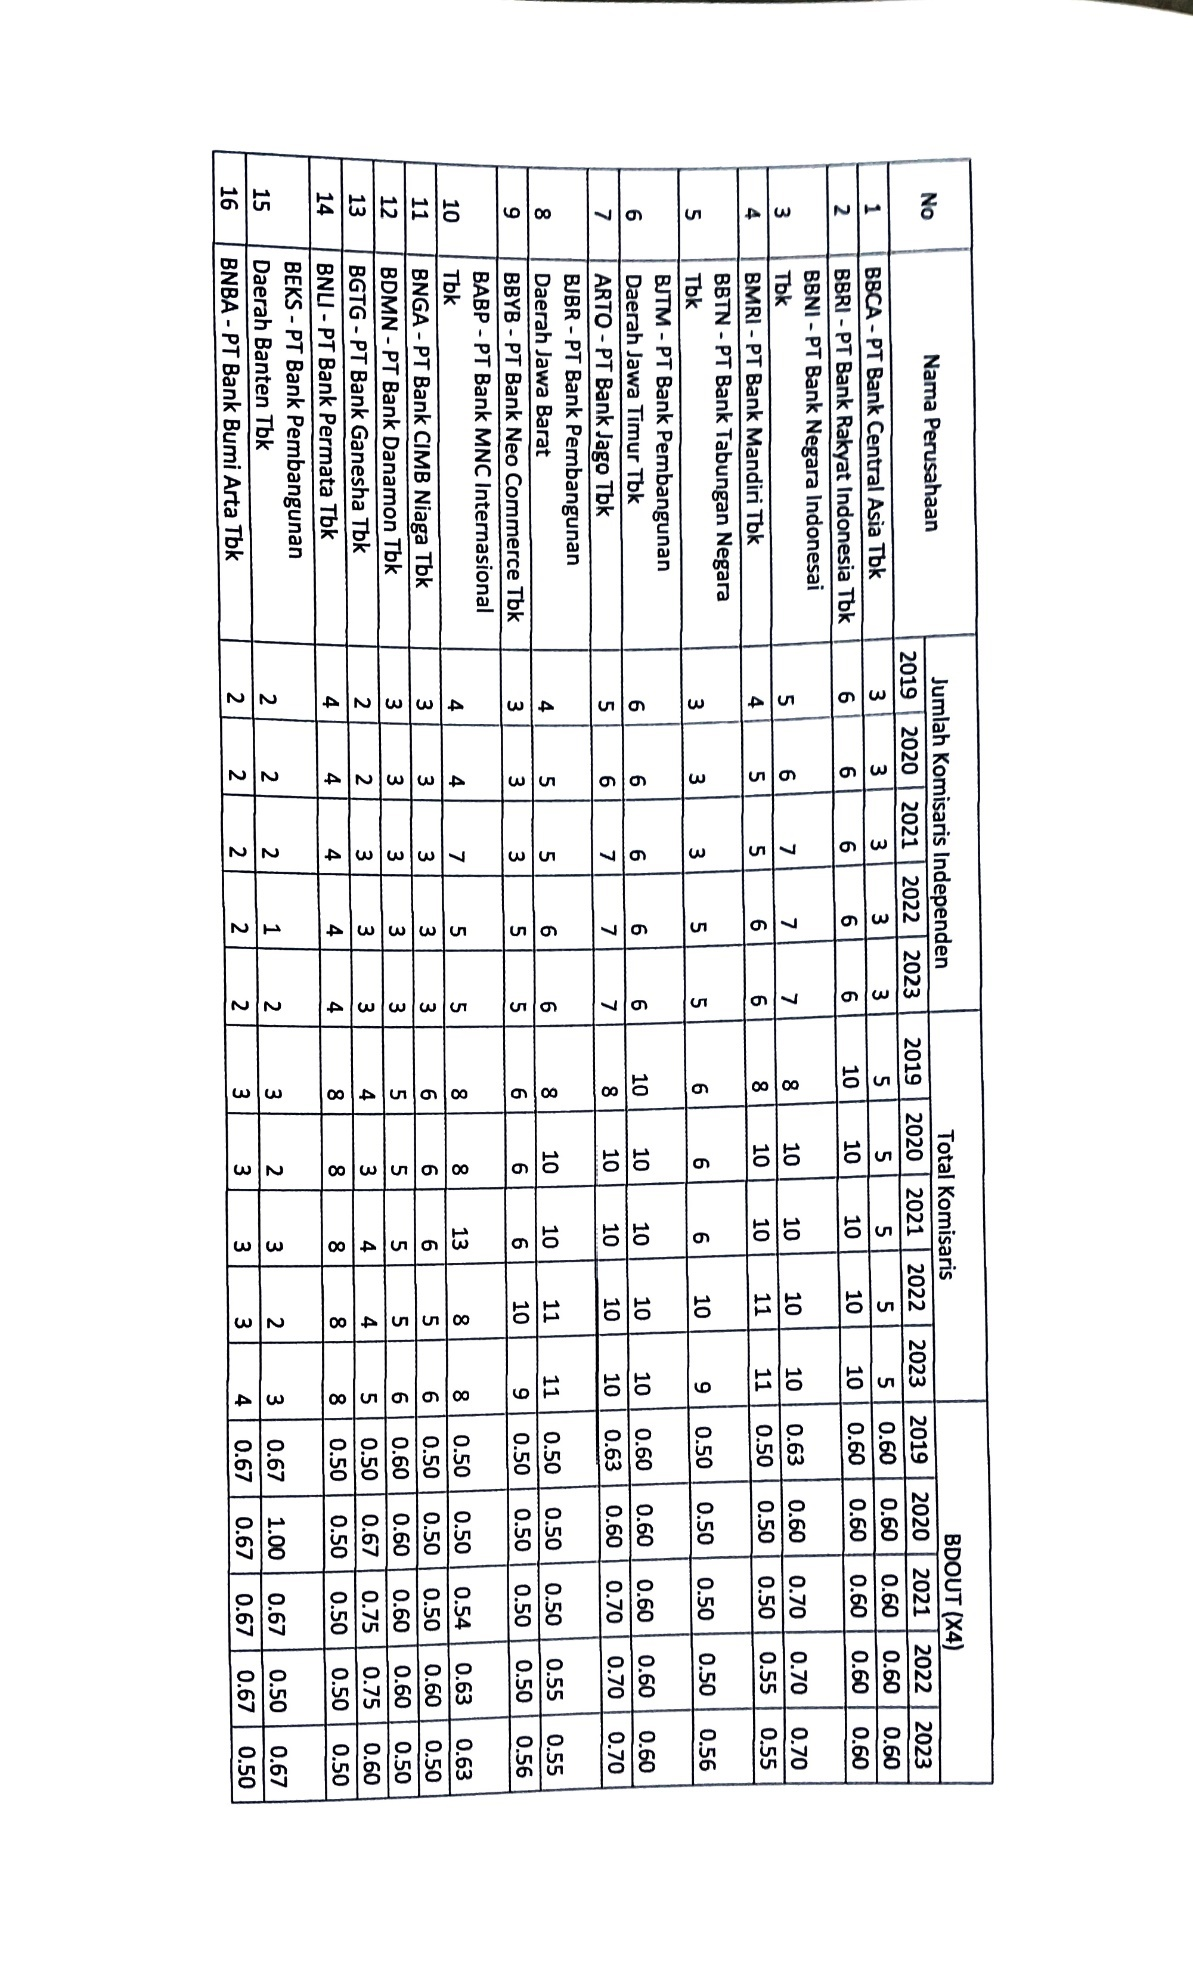 No Nama Perusahaan Jumlah Komisaris Independen Total Komisaris BDOUT (X4)
2019 2020 2021 2022 2023 2019 2020 2021 2022 2023 2019 2020 2021 2022 2023
1 BBCA - PT Bank Central Asia Tbk 3 3 3 3 3 5 5 5 5 5 0.60 0.60 0.60 0.60 0.60
2 BBRI - PT Bank Rakyat Indonesia Tbk 6 6 6 6 6 10 10 10 10 10 0.60 0.60 0.60 0.60 0.60
BBNI - PT Bank Negara Indonesai
3 Tbk 5 6 7 7 7 8 10 10 10 10 0.63 0.60 0.70 0.70 0.70
4 BMRI - PT Bank Mandiri Tbk 4 5 5 6 6 8 10 10 11 11 0.50 0.50 0.50 0.55 0.55
BBTN - PT Bank Tabungan Negara
5 Tbk 3 3 3 5 5 6 6 6 10 9 0.50 0.50 0.50 0.50 0.56
BJTM - PT Bank Pembangunan
6 Daerah Jawa Timur Tbk 6 6 6 6 6 10 10 10 10 10 0.60 0.60 0.60 0.60 0.60
7 ARTO - PT Bank Jago Tbk 5 6 7 7 7 8 10 10 10 10 0.63 0.60 0.70 0.70 0.70
BJBR - PT Bank Pembangunan
8 Daerah Jawa Barat 4 5 5 6 6 8 10 10 11 11 0.50 0.50 0.50 0.55 0.55
9 BBYB - PT Bank Neo Commerce Tbk 3 3 3 5 5 6 6 6 10 9 0.50 0.50 0.50 0.50 0.56
BABP - PT Bank MNC Internasional
10 Tbk 4 4 7 5 5 8 8 13 8 8 0.50 0.50 0.54 0.63 0.63
11 BNGA - PT Bank CIMB Niaga Tbk 3 3 3 3 3 6 6 6 5 6 0.50 0.50 0.50 0.60 0.50
12 BDMN - PT Bank Danamon Tbk 3 3 3 3 3 5 5 5 5 6 0.60 0.60 0.60 0.60 0.50
13 BGTG - PT Bank Ganesha Tbk 2 2 3 3 3 4 3 4 4 5 0.50 0.67 0.75 0.75 0.60
14 BNLI - PT Bank Permata Tbk 4 4 4 4 4 8 8 8 8 8 0.50 0.50 0.50 0.50 0.50
BEKS - PT Bank Pembangunan
15 Daerah Banten Tbk 2 2 2 1 2 3 2 3 2 3 0.67 1.00 0.67 0.50 0.67
16 BNBA - PT Bank Bumi Arta Tbk 2 2 2 2 2 3 3 3 3 4 0.67 0.67 0.67 0.67 0.50